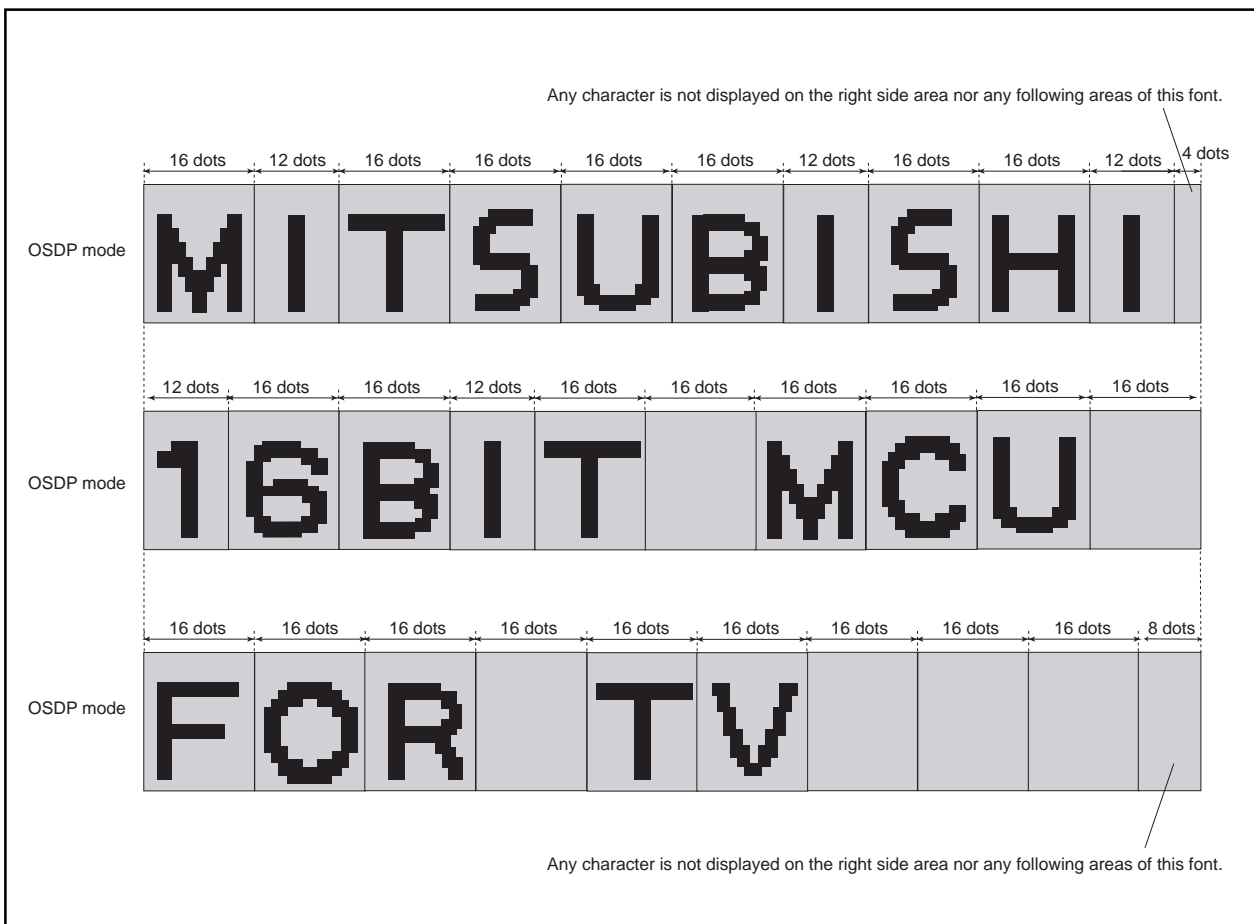 Any character is not displayed on the right side area nor any following areas of this font.
16 dots 12 dots 16 dots 16 dots 16 dots 16 dots 12 dots 16 dots 16 dots 12 dots 4 dots
OSDP mode MITSUBISHI
12 dots 16 dots 16 dots 12 dots 16 dots 16 dots 16 dots 16 dots 16 dots 16 dots
OSDP mode 16BIT MCU
16 dots 16 dots 16 dots 16 dots 16 dots 16 dots 16 dots 16 dots 16 dots 8 dots
OSDP mode FOR TV
Any character is not displayed on the right side area nor any following areas of this font.